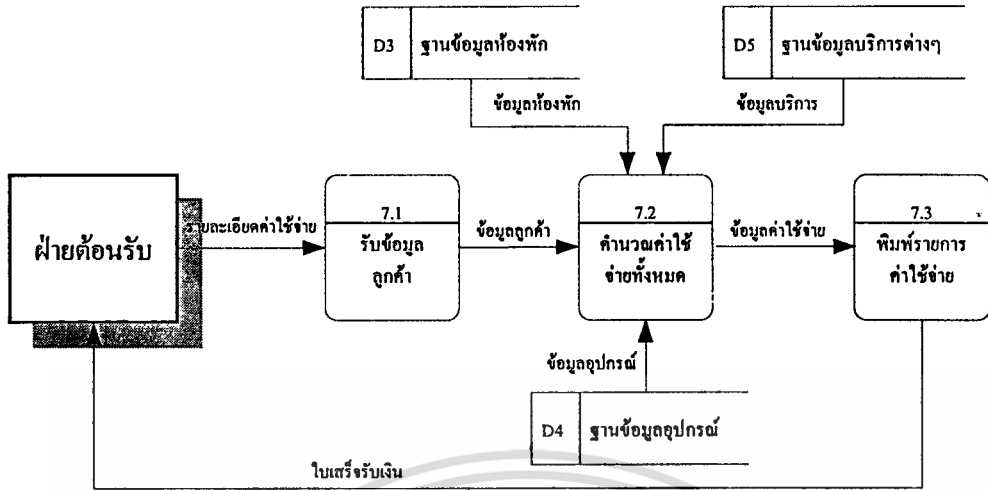 D3 ฐานข้อมูลห้องพัก
D5 ฐานข้อมูลบริการต่างๆ
ข้อมูลห้องพัก
ข้อมูลบริการ
ฝ่ายต้อนรับ
รายละเอียดค่าใช้จ่าย
7.1
รับข้อมูล
ลูกค้า
ข้อมูลลูกค้า
7.2
คำนวณค่าใช้
จ่ายทั้งหมด
ข้อมูลค่าใช้จ่าย
7.3
พิมพ์รายการ
ค่าใช้จ่าย
ข้อมูลอุปกรณ์
D4 ฐานข้อมูลอุปกรณ์
ใบเสร็จรับเงิน